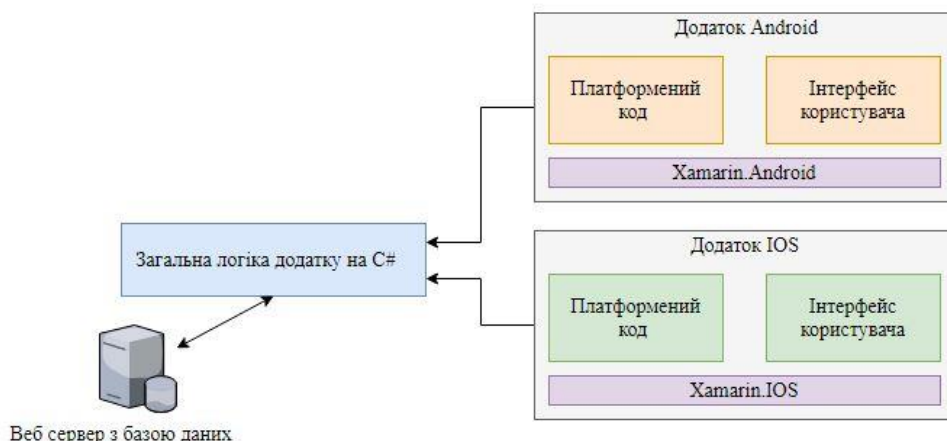 Додаток Android
Платформений
код
Інтерфейс
користувача
Xamarin.Android
Загальна логіка додатку на C#
Додаток IOS
Платформений
код
Інтерфейс
користувача
Xamarin.IOS
Веб сервер з базою даних